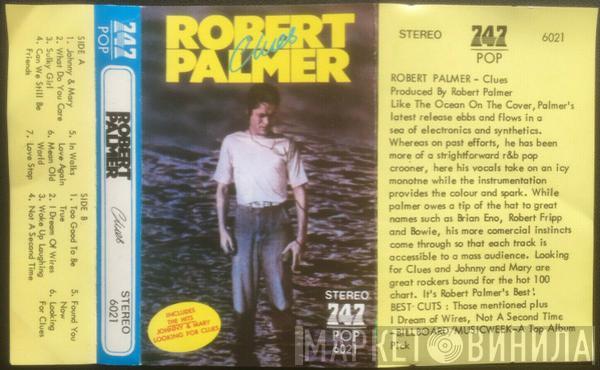 747
POP
SIDE A
1. Johnny & Mary
2. What Do You Care
3. Sulky Girl
4. Can We Still Be
Friends
5. In Walks
Love Again
6. Mean Old
World
7. Love Stop
SIDE B
1. Too Good To Be
True
2. I Dream Of Wires
3. Woke Up Laughing
4. Not A Second Time
5. Found You
Now
6. Looking
For Clues
747
POP
ROBERT
PALMER
Clues
STEREO
6021
ROBERT
Clues
PALMER
INCLUDES
THE HITS
JOHNNY & MARY
LOOKING FOR CLUES
STEREO
747
POP
6021
STEREO
747
POP
6021
ROBERT PALMER - Clues
Produced By Robert Palmer
Like The Ocean On The Cover, Palmer's
latest release ebbs and flows in a
sea of electronics and synthetics.
Whereas on past efforts, he has been
more of a strightforward r&b pop
crooner, here his vocals take on an icy
monotne while the instrumentation
provides the colour and spark. While
palmer owes a tip of the hat to great
names such as Brian Eno, Robert Fripp
and Bowie, his more comercial instincts
come through so that each track is
accessible to a mass audience. Looking
for Clues and Johnny and Mary are
great rockers bound for the hot 100
chart. It's Robert Palmer's Best!
BEST CUTS : Those mentioned plus
I Dream of Wires, Not A Second Time
-BILLBOARD/MUSICWEEK-A Top Album
Pick
МАРКЕТ ВИНИЛА